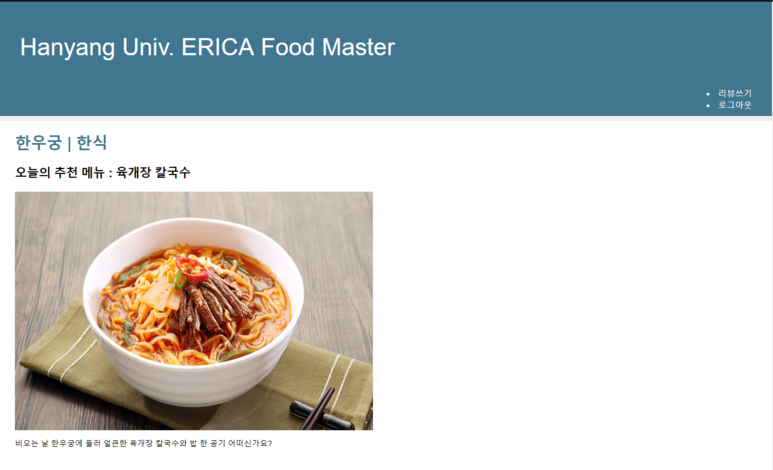 Hanyang Univ. ERICA Food Master
리뷰쓰기
로그아웃
한우궁 | 한식
오늘의 추천 메뉴 : 육개장 칼국수
비오는 날 한우궁에 들러 얼큰한 육개장 칼국수와 밥 한 공기 어떠신가요?